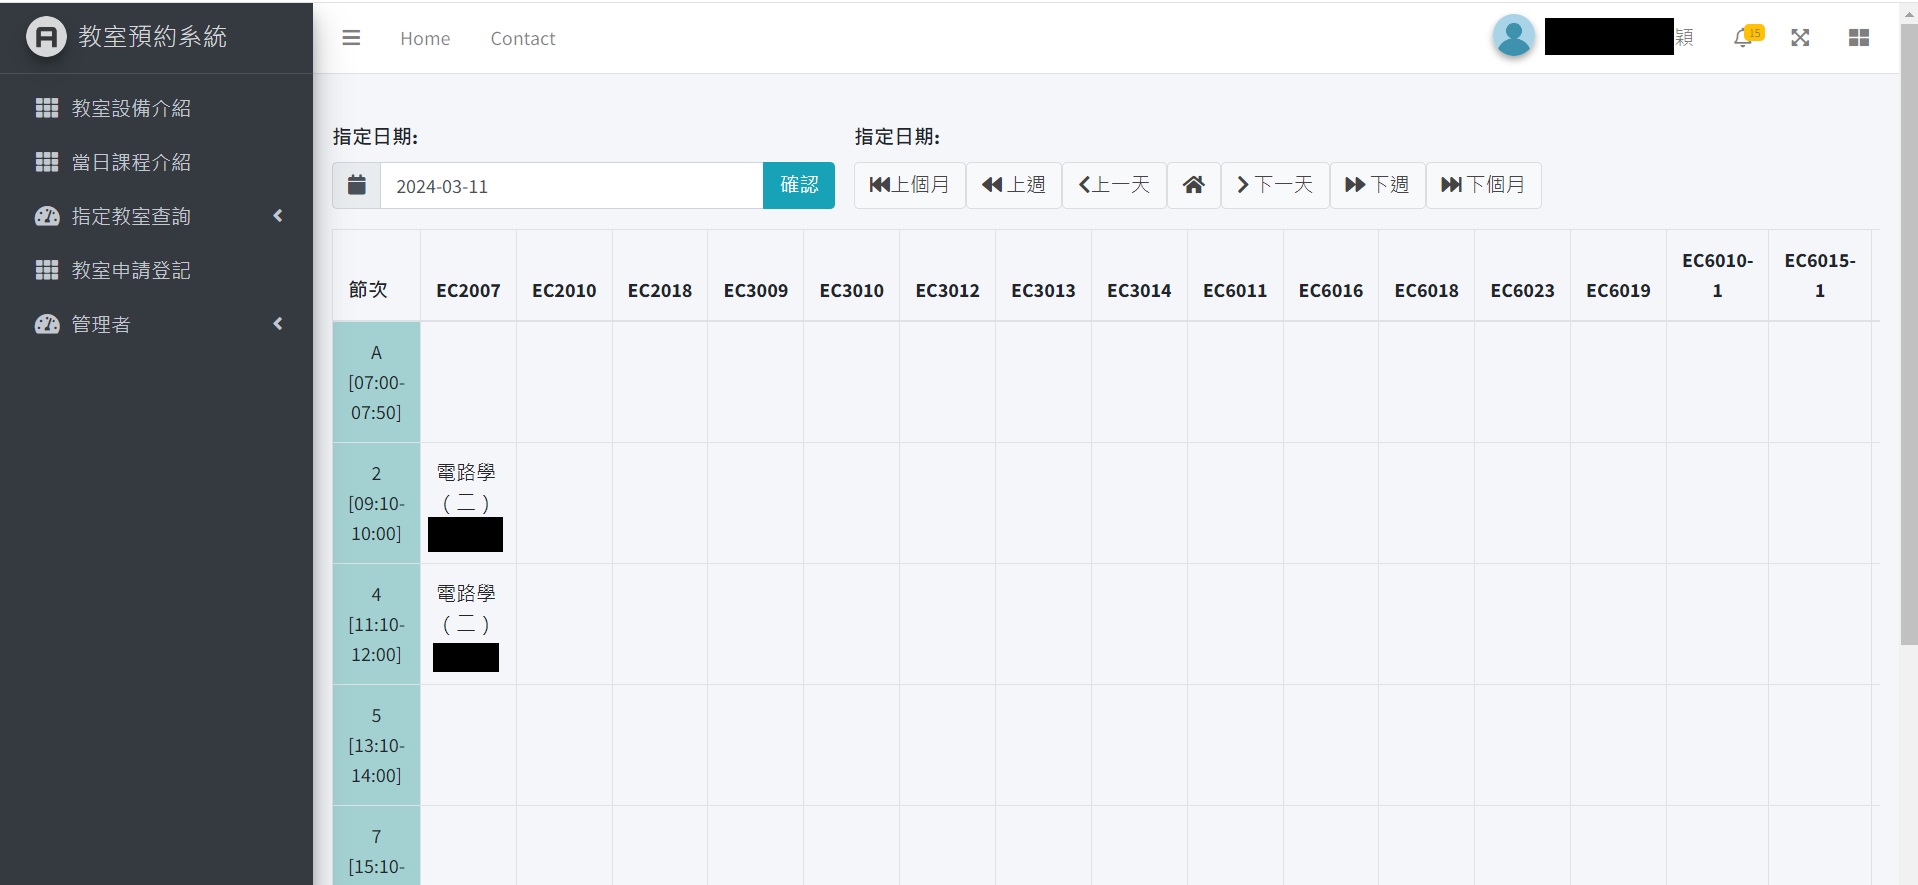 教室預約系統
Home
Contact
穎
15
教室設備介紹
當日課程介紹
指定教室查詢
教室申請登記
管理者
指定日期:
2024-03-11
確認
指定日期:
上個月
上週
上一天
下一天
下週
下個月
節次
EC2007
EC2010
EC2018
EC3009
EC3010
EC3012
EC3013
EC3014
EC6011
EC6016
EC6018
EC6023
EC6019
EC6010-
1
EC6015-
1
A
[07:00-
07:50]
2
[09:10-
10:00]
電路學
（二）
4
[11:10-
12:00]
電路學
（二）
5
[13:10-
14:00]
7
[15:10-